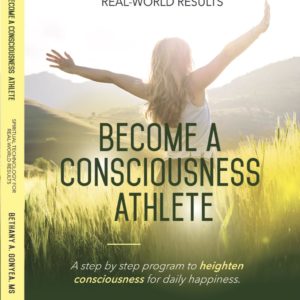 REAL-WORLD RESULTS
BECOME A
CONSCIOUSNESS
ATHLETE
A step by step program to heighten
consciousness for daily happiness.
BECOME A CONSCIOUSNESS ATHLETE
SPIRITUAL TECHNOLOGY FOR
REAL-WORLD RESULTS
BETHANY A. GONYEA, MS